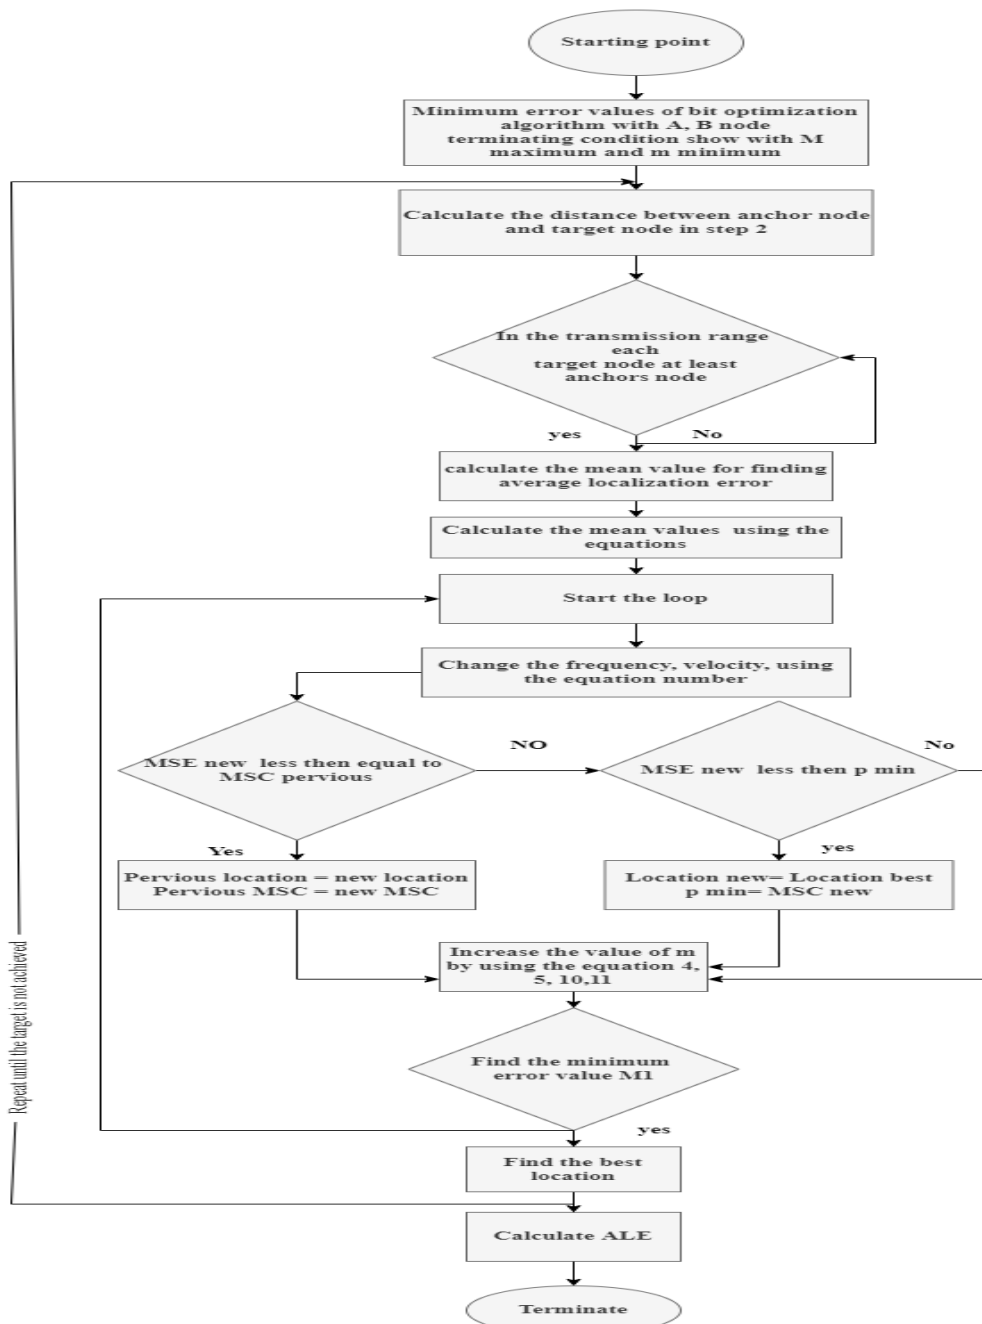 Starting point
Minimum error values of bit optimization
algorithm with A, B node
terminating condition show with M
maximum and m minimum
Calculate the distance between anchor node
and target node in step 2
In the transmission range
each
target node at least
anchors node
yes
No
calculate the mean value for finding
average localization error
Calculate the mean values using the
equations
Start the loop
Change the frequency, velocity, using
the equation number
MSE new less then equal to
MSC pervious
NO
MSE new less then p min
No
Yes
yes
Pervious location = new location
Pervious MSC = new MSC
Location new= Location best
p min= MSC new
Increase the value of m
by using the equation 4,
5, 10,11
Find the minimum
error value M1
yes
Find the best
location
Calculate ALE
Terminate
Repeat until the target is not achieved